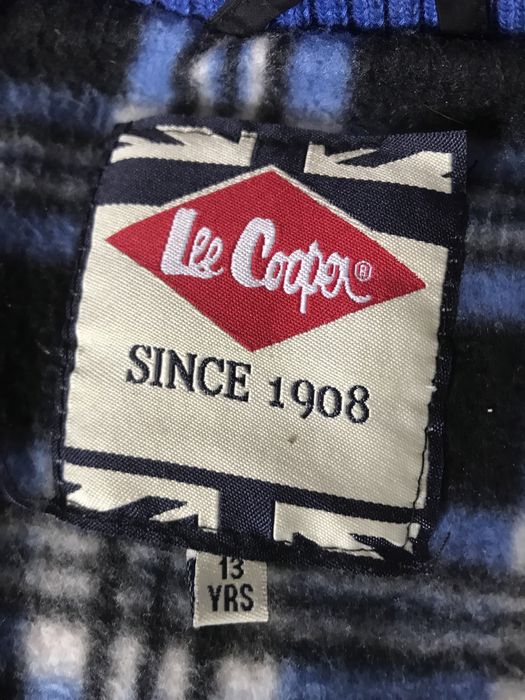 Lee Cooper®
SINCE 1908
13
YRS